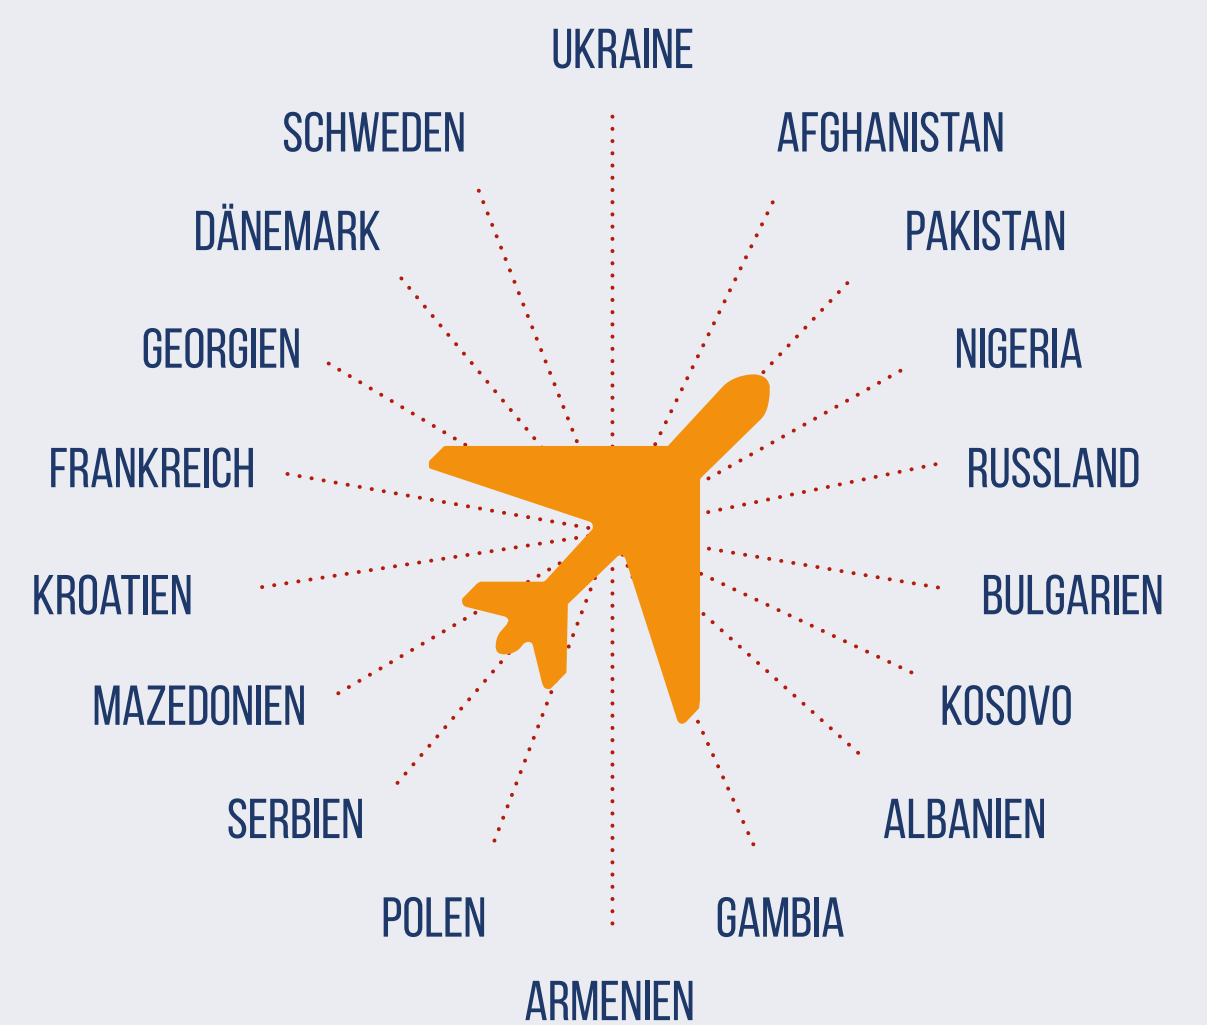 UKRAINE
SCHWEDEN
AFGHANISTAN
DÄNEMARK
PAKISTAN
GEORGIEN
NIGERIA
FRANKREICH
RUSSLAND
KROATIEN
BULGARIEN
MAZEDONIEN
KOSOVO
SERBIEN
ALBANIEN
POLEN
GAMBIA
ARMENIEN